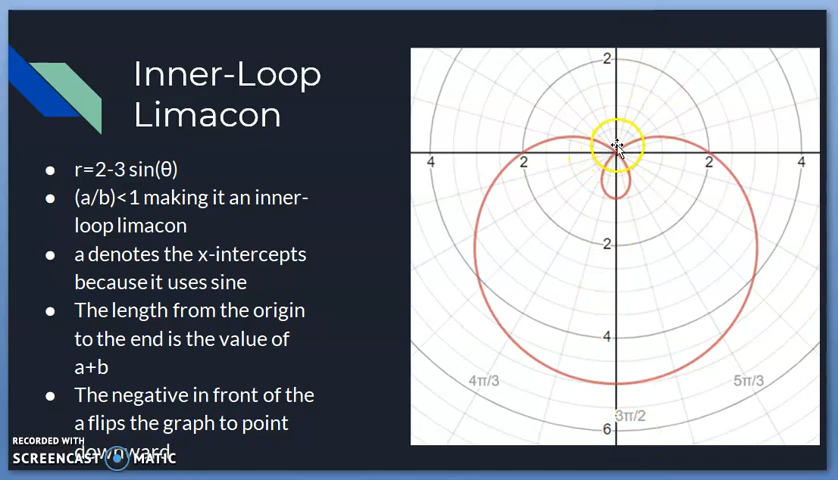 Inner-Loop
Limacon
r=2-3 sin(θ)
(a/b)<1 making it an inner-
loop limacon
a denotes the x-intercepts
because it uses sine
The length from the origin
to the end is the value of
a+b
The negative in front of the
a flips the graph to point
downward
RECORDED WITH
SCREENCAST MATIC
2
4
2
2
4
2
4
4π/3
5π/3
3π/2
6